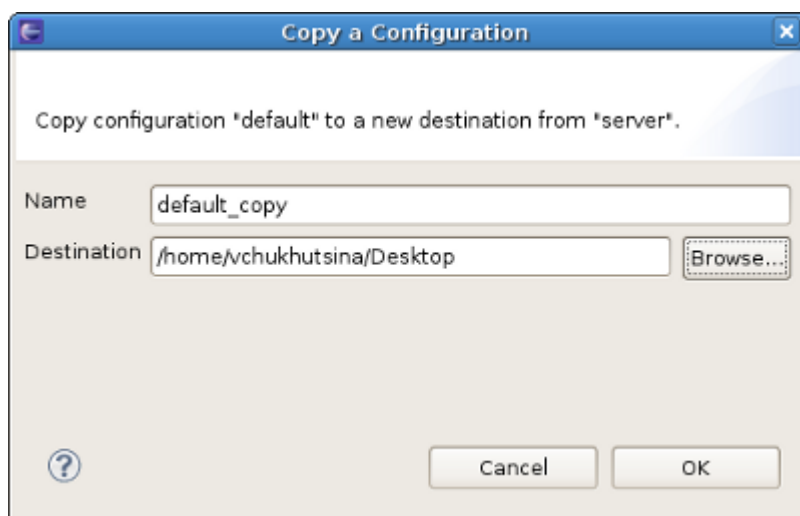 Copy a Configuration
Copy configuration "default" to a new destination from "server".
Name default_copy
Destination /home/vchukhutsina/Desktop Browse...
? Cancel OK